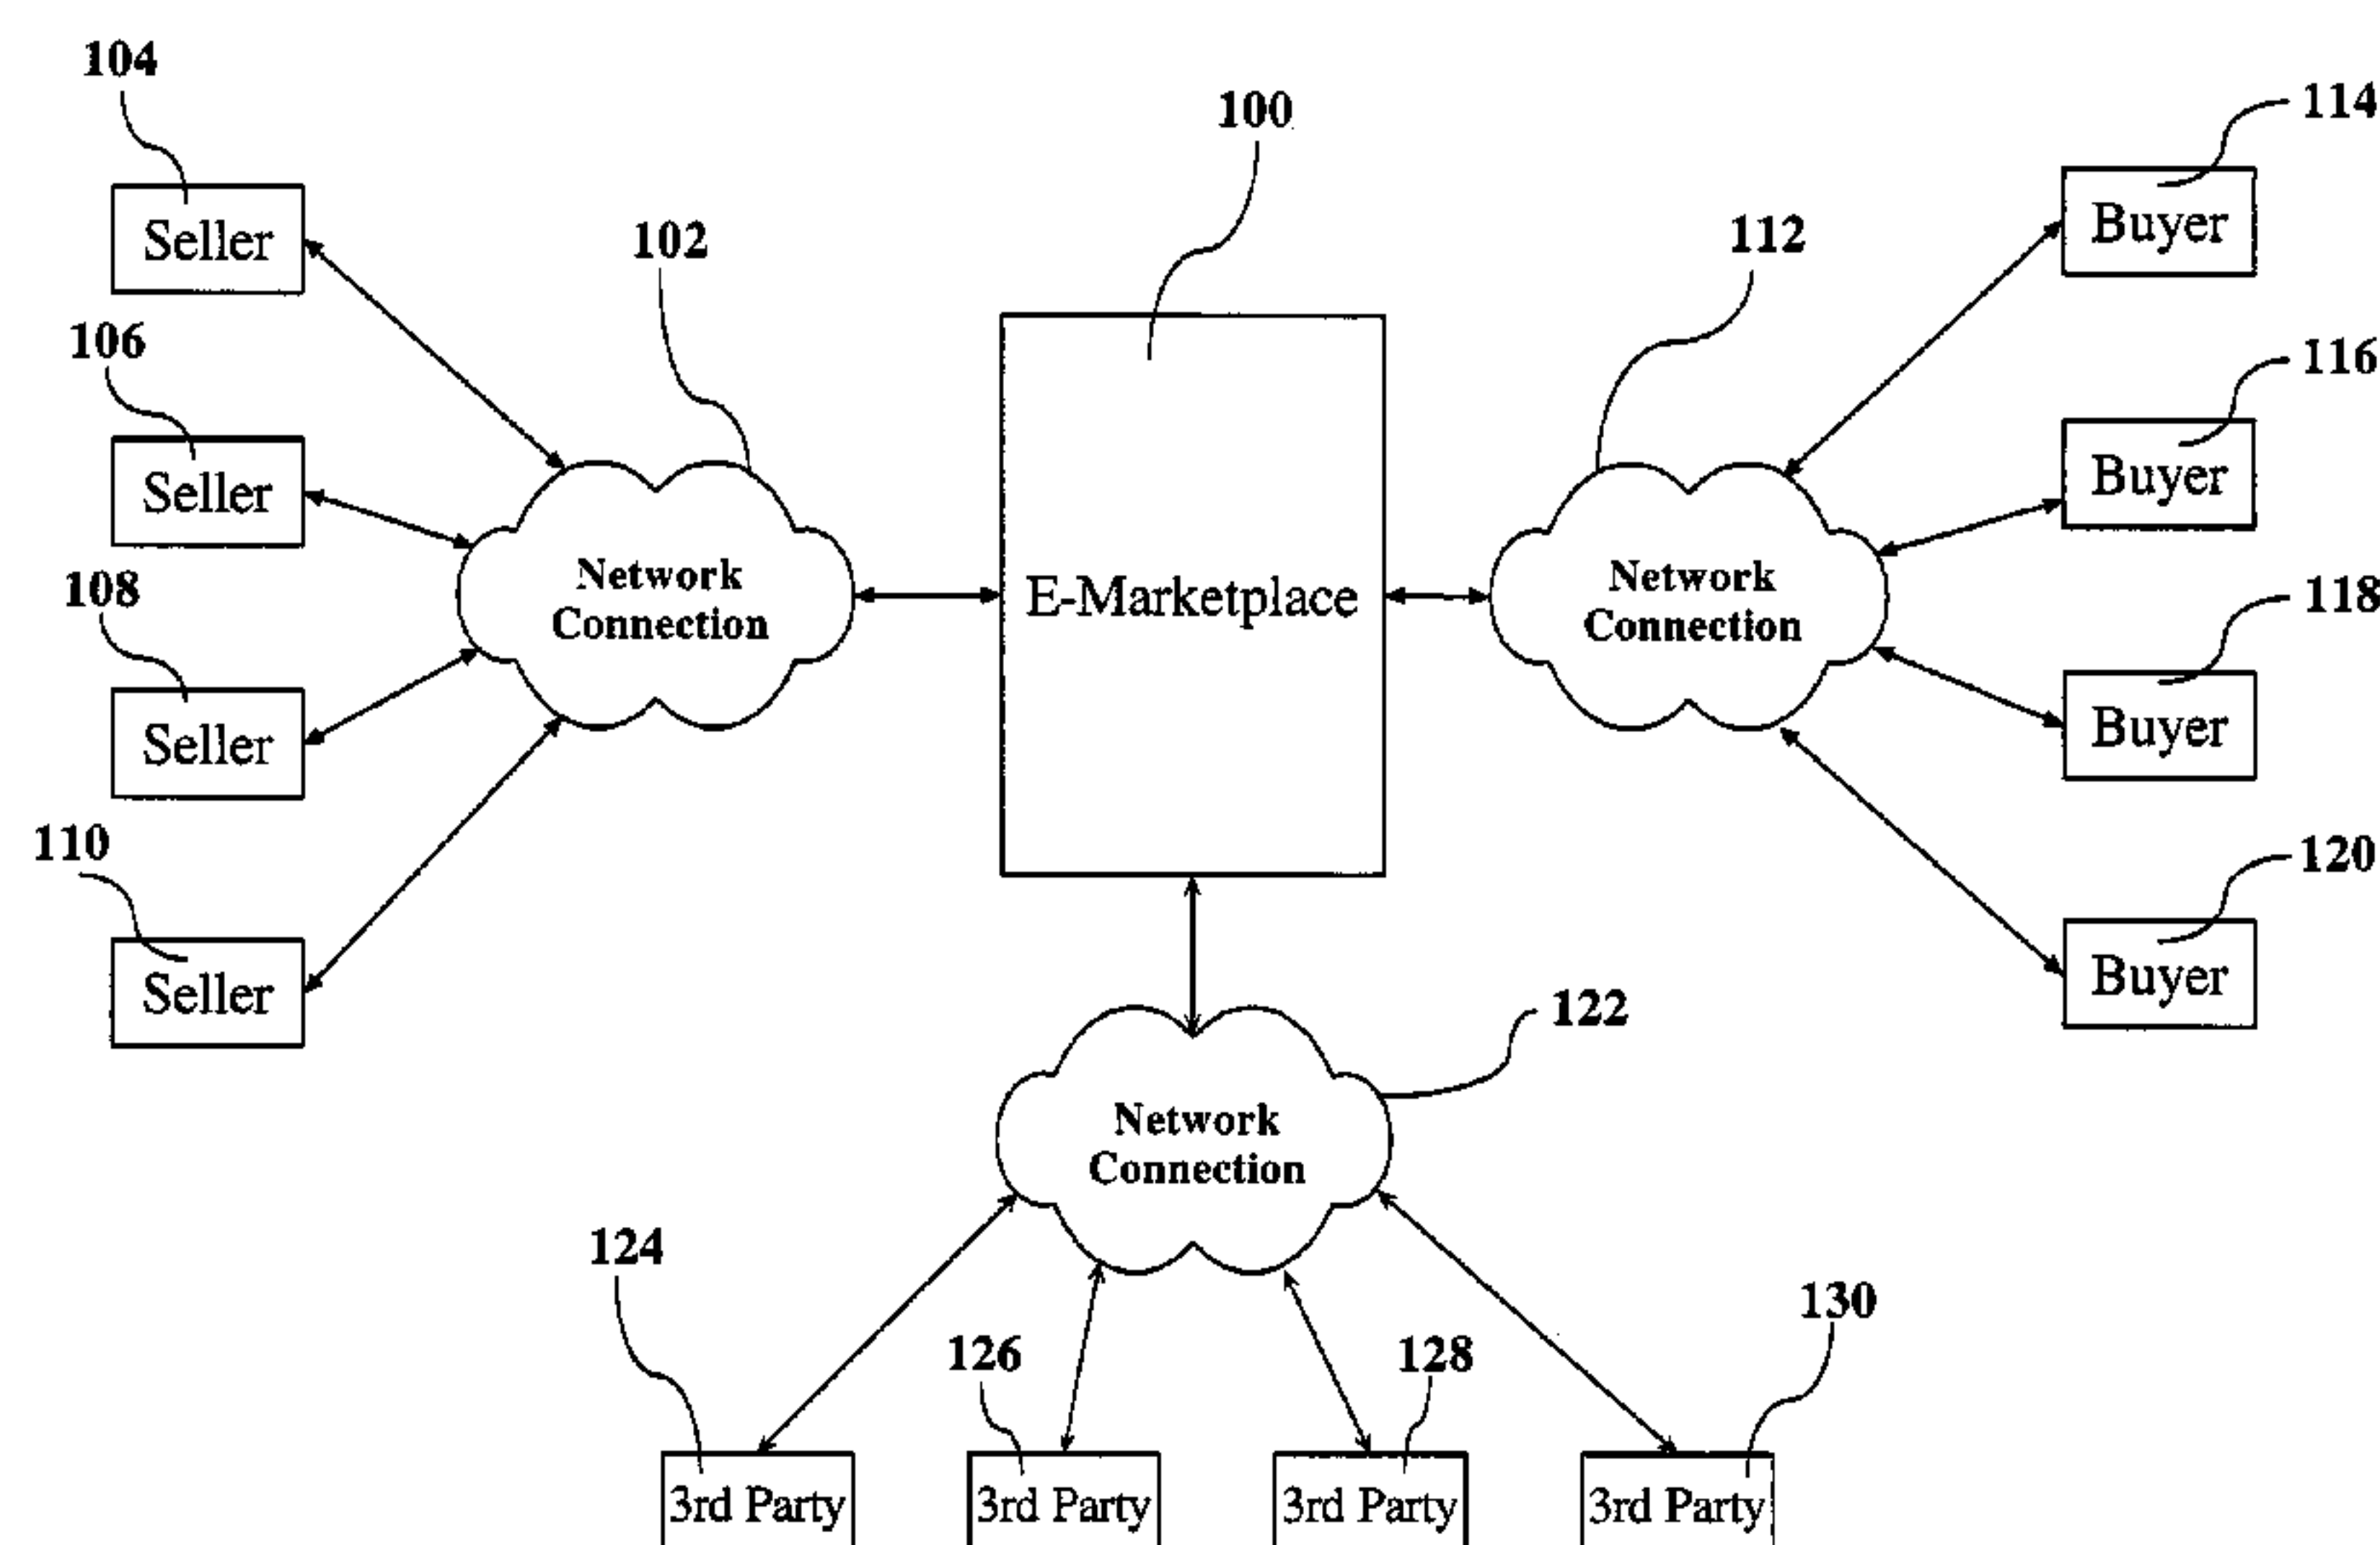 104
100
114
Seller
Buyer
102
112
106
116
Seller
Buyer
108
118
Network
Connection
E-Marketplace
Network
Connection
Seller
Buyer
110
120
Seller
Buyer
122
Network
Connection
124
126
128
130
3rd Party
3rd Party
3rd Party
3rd Party